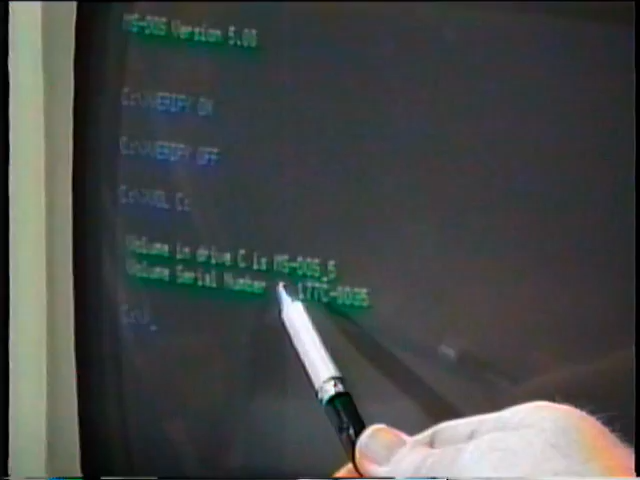 MS-DOS Version 5.00
C:\>VERIFY ON
C:\>VERIFY OFF
C:\>VOL C:
Volume in drive C is MS-DOS_5
Volume Serial Number
C:\>